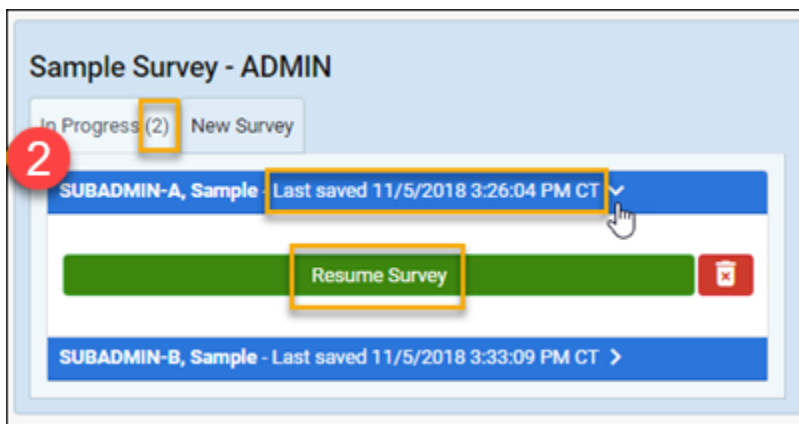 Sample Survey - ADMIN
In Progress (2) New Survey
2
SUBADMIN-A, Sample - Last saved 11/5/2018 3:26:04 PM CT
Resume Survey
SUBADMIN-B, Sample - Last saved 11/5/2018 3:33:09 PM CT